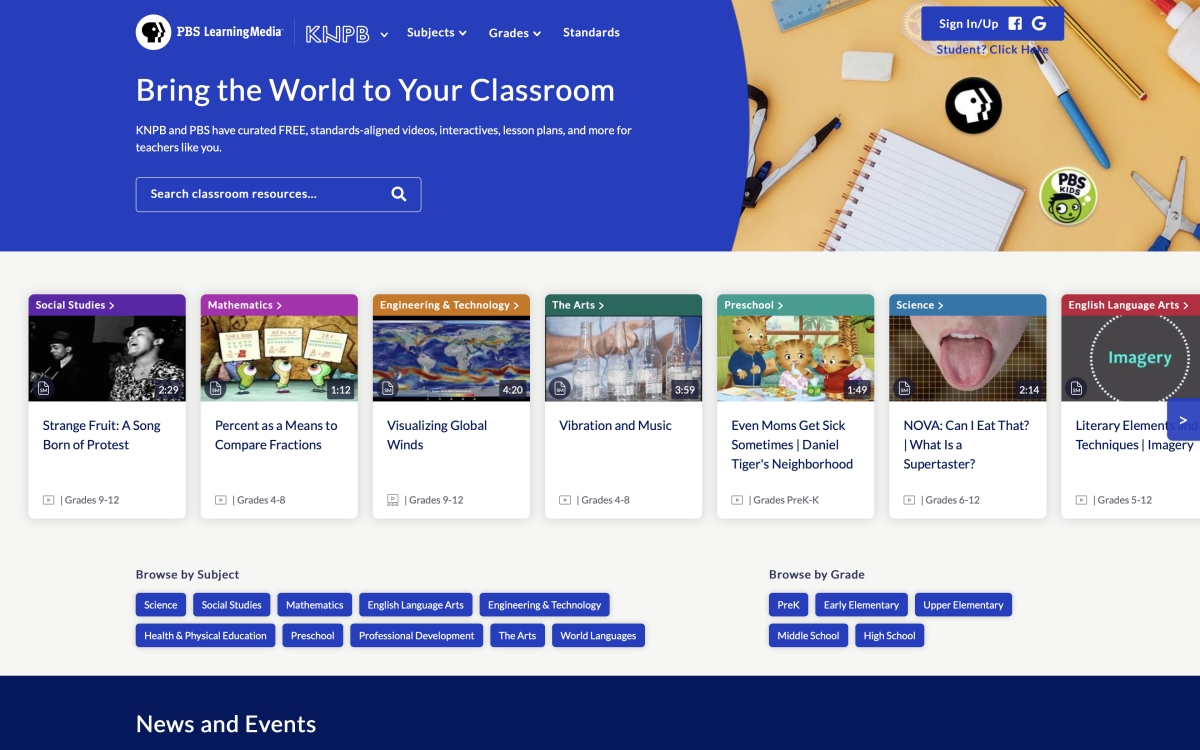 PBS LearningMedia
KNPB
Subjects
Grades
Standards
Sign In/Up
Student? Click Here
Bring the World to Your Classroom
KNPB and PBS have curated FREE, standards-aligned videos, interactives, lesson plans, and more for
teachers like you.
Search classroom resources...
PBS
KIDS
Social Studies >
2:29
Strange Fruit: A Song
Born of Protest
| Grades 9-12
Mathematics >
1:12
Percent as a Means to
Compare Fractions
| Grades 4-8
Engineering & Technology >
4:20
Visualizing Global
Winds
| Grades 9-12
The Arts >
3:59
Vibration and Music
| Grades 4-8
Preschool >
1:49
Even Moms Get Sick
Sometimes | Daniel
Tiger's Neighborhood
| Grades PreK-K
Science >
2:14
NOVA: Can I Eat That?
| What Is a
Supertaster?
| Grades 6-12
English Language Arts >
Imagery
Literary Elements and
Techniques | Imagery
| Grades 5-12
>
Browse by Subject
Science
Social Studies
Mathematics
English Language Arts
Engineering & Technology
Health & Physical Education
Preschool
Professional Development
The Arts
World Languages
Browse by Grade
PreK
Early Elementary
Upper Elementary
Middle School
High School
News and Events